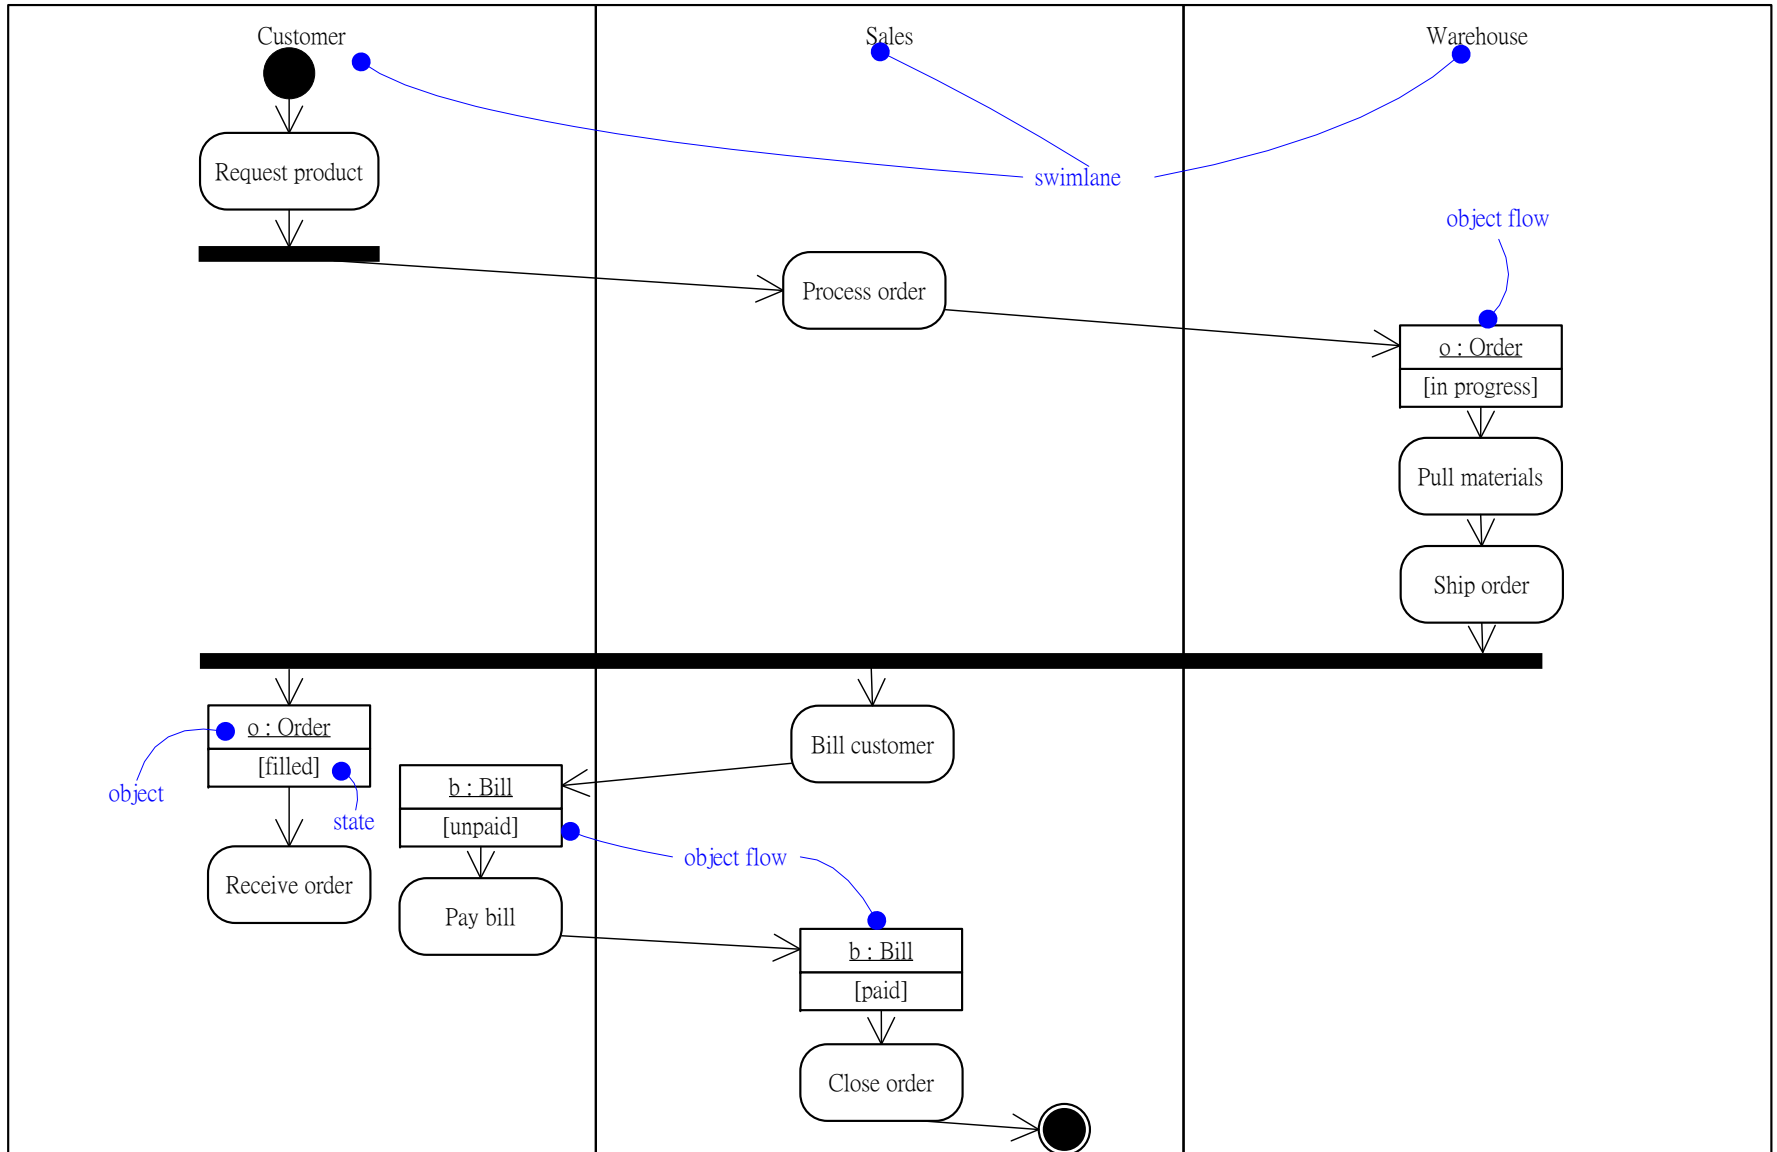 Customer
Sales
Warehouse
Request product
swimlane
object flow
Process order
o : Order
[in progress]
Pull materials
Ship order
o : Order
[filled]
object
state
Bill customer
b : Bill
[unpaid]
object flow
Receive order
Pay bill
b : Bill
[paid]
Close order